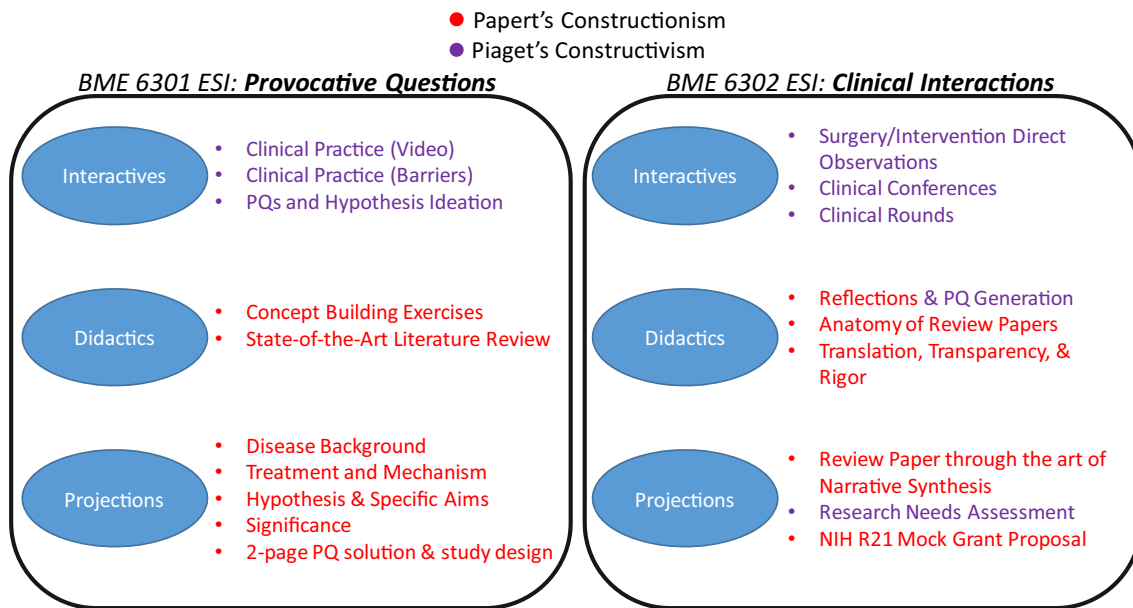 • Papert's Constructionism
• Piaget's Constructivism
BME 6301 ESI: Provocative Questions
Interactives
• Clinical Practice (Video)
• Clinical Practice (Barriers)
• PQs and Hypothesis Ideation
Didactics
• Concept Building Exercises
• State-of-the-Art Literature Review
Projections
• Disease Background
• Treatment and Mechanism
• Hypothesis & Specific Aims
• Significance
• 2-page PQ solution & study design
BME 6302 ESI: Clinical Interactions
Interactives
• Surgery/Intervention Direct
Observations
• Clinical Conferences
• Clinical Rounds
Didactics
• Reflections & PQ Generation
• Anatomy of Review Papers
• Translation, Transparency, &
Rigor
Projections
• Review Paper through the art of
Narrative Synthesis
• Research Needs Assessment
• NIH R21 Mock Grant Proposal